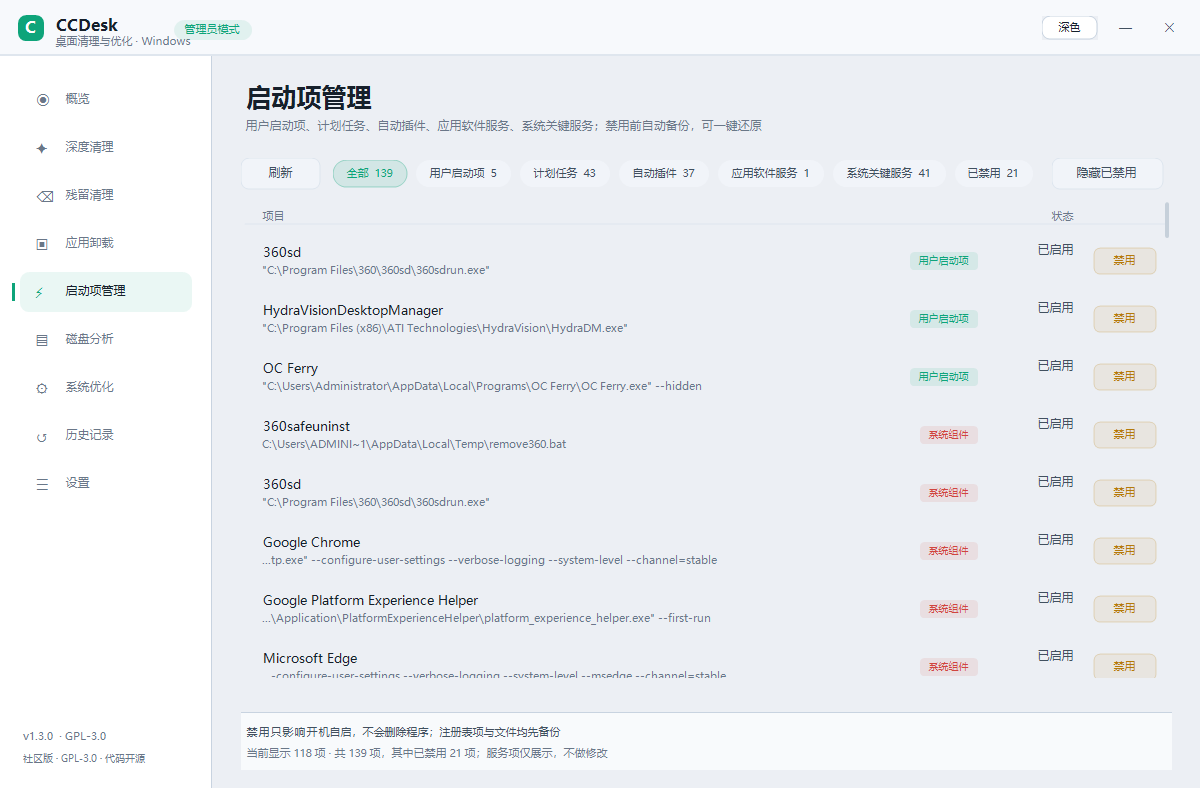 C CCDesk 管理员模式
桌面清理与优化 · Windows
深色
概览
深度清理
残留清理
应用卸载
启动项管理
磁盘分析
系统优化
历史记录
设置
v1.3.0 · GPL-3.0
社区版 · GPL-3.0 · 代码开源
启动项管理
用户启动项、计划任务、自动插件、应用软件服务、系统关键服务；禁用前自动备份，可一键还原
刷新 全部 139 用户启动项 5 计划任务 43 自动插件 37 应用软件服务 1 系统关键服务 41 已禁用 21 隐藏已禁用
项目 状态
360sd
"C:\Program Files\360\360sd\360sdrun.exe"
用户启动项 已启用 禁用
HydraVisionDesktopManager
"C:\Program Files (x86)\ATI Technologies\HydraVision\HydraDM.exe"
用户启动项 已启用 禁用
OC Ferry
"C:\Users\Administrator\AppData\Local\Programs\OC Ferry\OC Ferry.exe" --hidden
用户启动项 已启用 禁用
360safeuninst
C:\Users\ADMINI~1\AppData\Local\Temp\remove360.bat
系统组件 已启用 禁用
360sd
"C:\Program Files\360\360sd\360sdrun.exe"
系统组件 已启用 禁用
Google Chrome
...tp.exe" --configure-user-settings --verbose-logging --system-level --channel=stable
系统组件 已启用 禁用
Google Platform Experience Helper
...\Application\PlatformExperienceHelper\platform_experience_helper.exe" --first-run
系统组件 已启用 禁用
Microsoft Edge
-configure-user-settings --verbose-logging --system-level --msedge --channel=stable
系统组件 已启用 禁用
禁用只影响开机自启，不会删除程序；注册表项与文件均先备份
当前显示 118 项 · 共 139 项，其中已禁用 21 项；服务项仅展示，不做修改